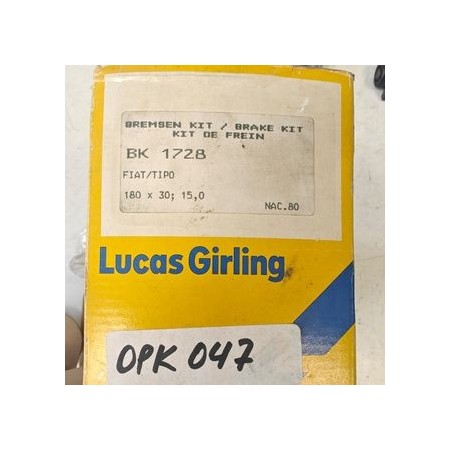 BREMSEN KIT / BRAKE KIT
KIT DE FREIN
BK 1728
FIAT/TIPO
180 x 30; 15,0
NAC.80
Lucas Girling
OPK 047